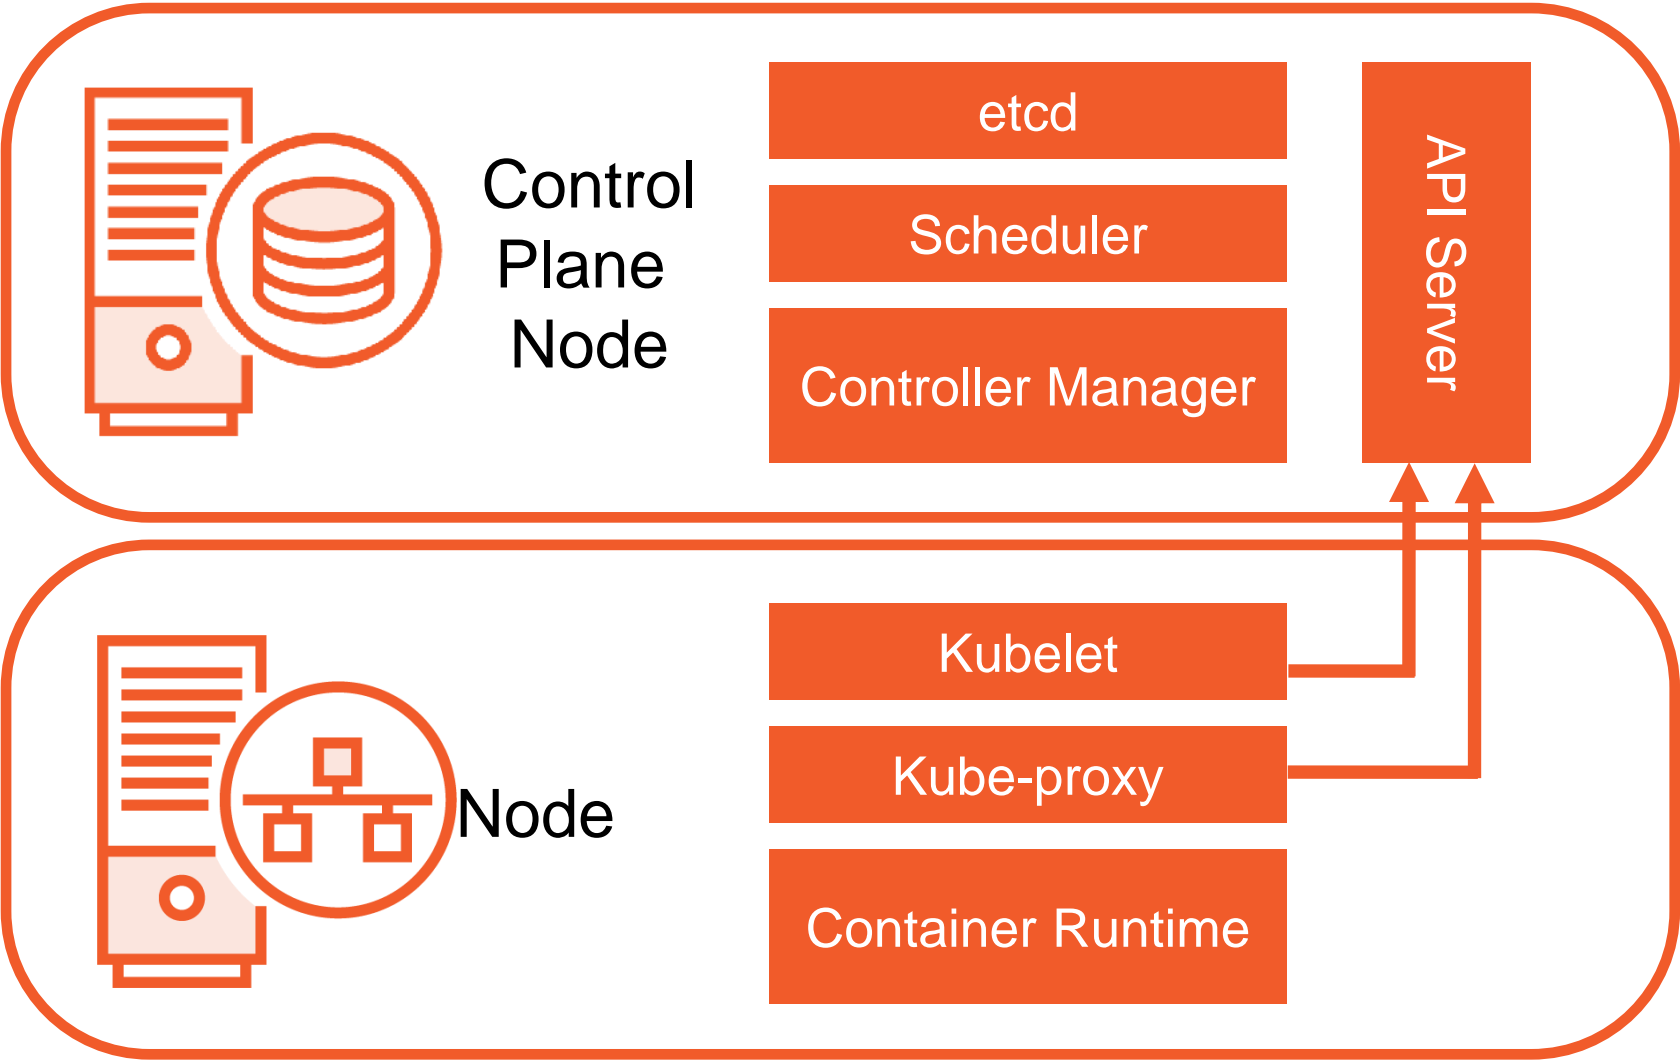 Control
Plane
Node
etcd
Scheduler
Controller Manager
API Server
Node
Kubelet
Kube-proxy
Container Runtime